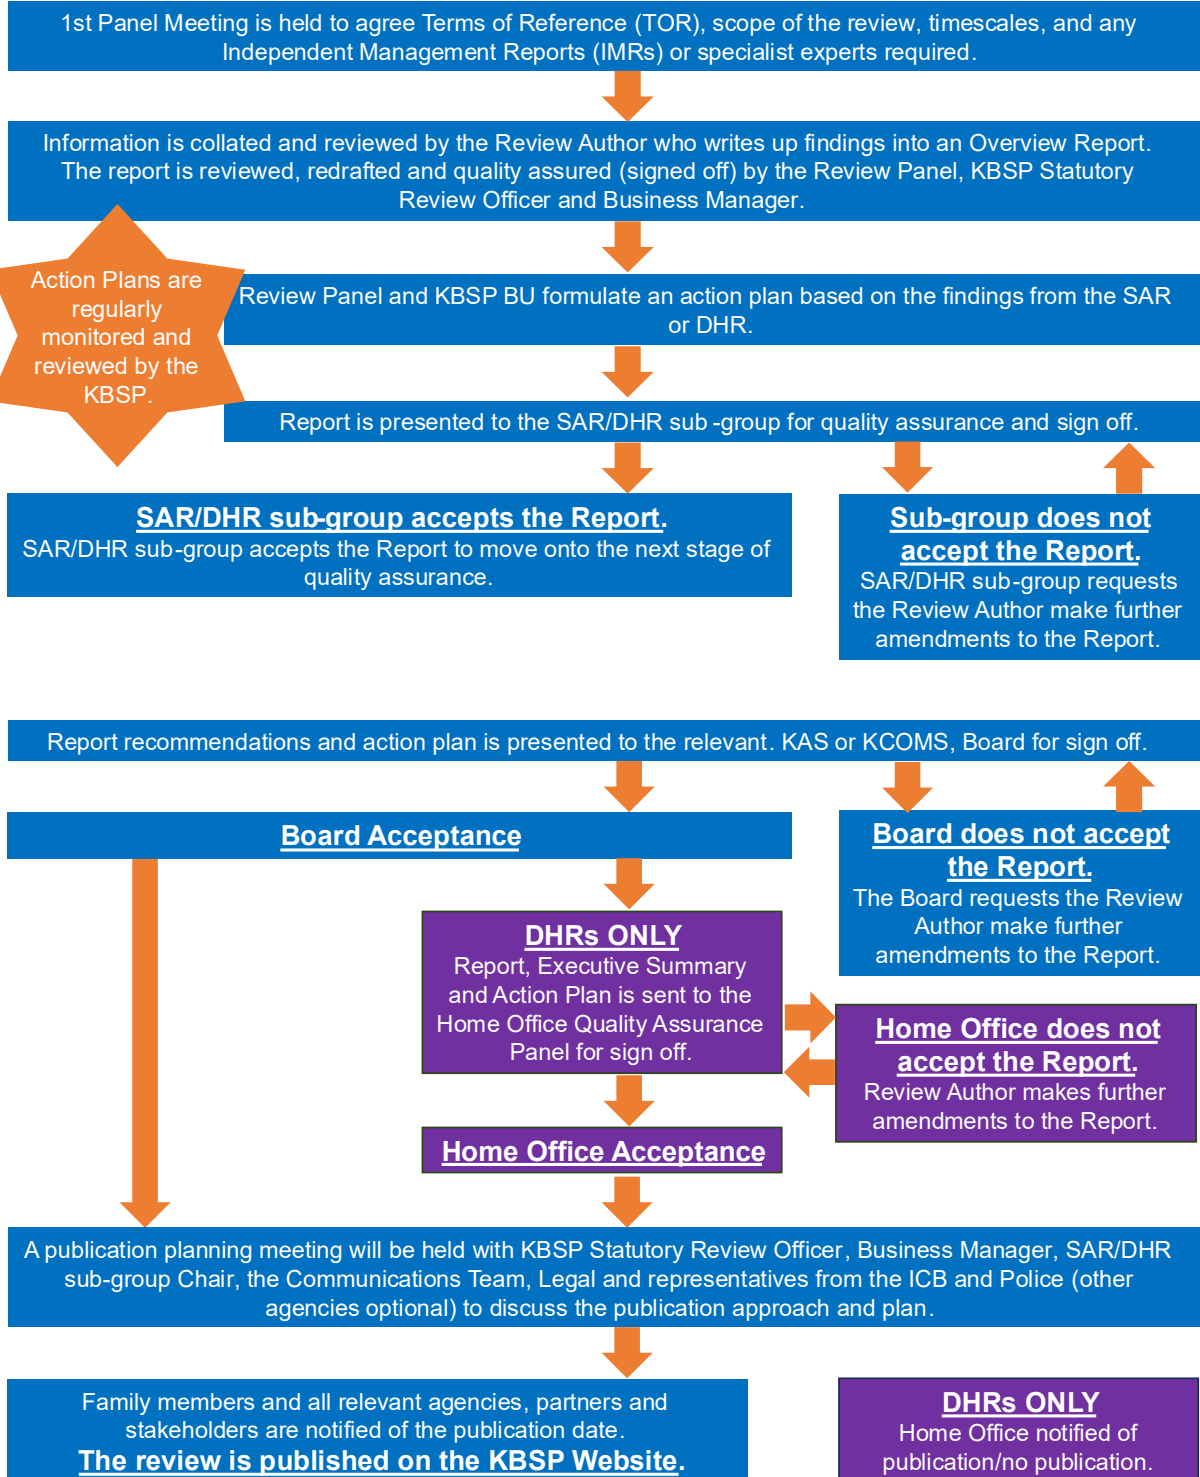 1st Panel Meeting is held to agree Terms of Reference (TOR), scope of the review, timescales, and any
Independent Management Reports (IMRs) or specialist experts required.
Information is collated and reviewed by the Review Author who writes up findings into an Overview Report.
The report is reviewed, redrafted and quality assured (signed off) by the Review Panel, KBSP Statutory
Review Officer and Business Manager.
Action Plans are
regularly
monitored and
reviewed by the
KBSP.
Review Panel and KBSP BU formulate an action plan based on the findings from the SAR
or DHR.
Report is presented to the SAR/DHR sub-group for quality assurance and sign off.
SAR/DHR sub-group accepts the Report.
SAR/DHR sub-group accepts the Report to move onto the next stage of
quality assurance.
Sub-group does not
accept the Report.
SAR/DHR sub-group requests
the Review Author make further
amendments to the Report.
Report recommendations and action plan is presented to the relevant. KAS or KCOMS, Board for sign off.
Board Acceptance
Board does not accept
the Report.
The Board requests the Review
Author make further
amendments to the Report.
DHRs ONLY
Report, Executive Summary
and Action Plan is sent to the
Home Office Quality Assurance
Panel for sign off.
Home Office does not
accept the Report.
Review Author makes further
amendments to the Report.
Home Office Acceptance
A publication planning meeting will be held with KBSP Statutory Review Officer, Business Manager, SAR/DHR
sub-group Chair, the Communications Team, Legal and representatives from the ICB and Police (other
agencies optional) to discuss the publication approach and plan.
Family members and all relevant agencies, partners and
stakeholders are notified of the publication date.
The review is published on the KBSP Website.
DHRs ONLY
Home Office notified of
publication/no publication.